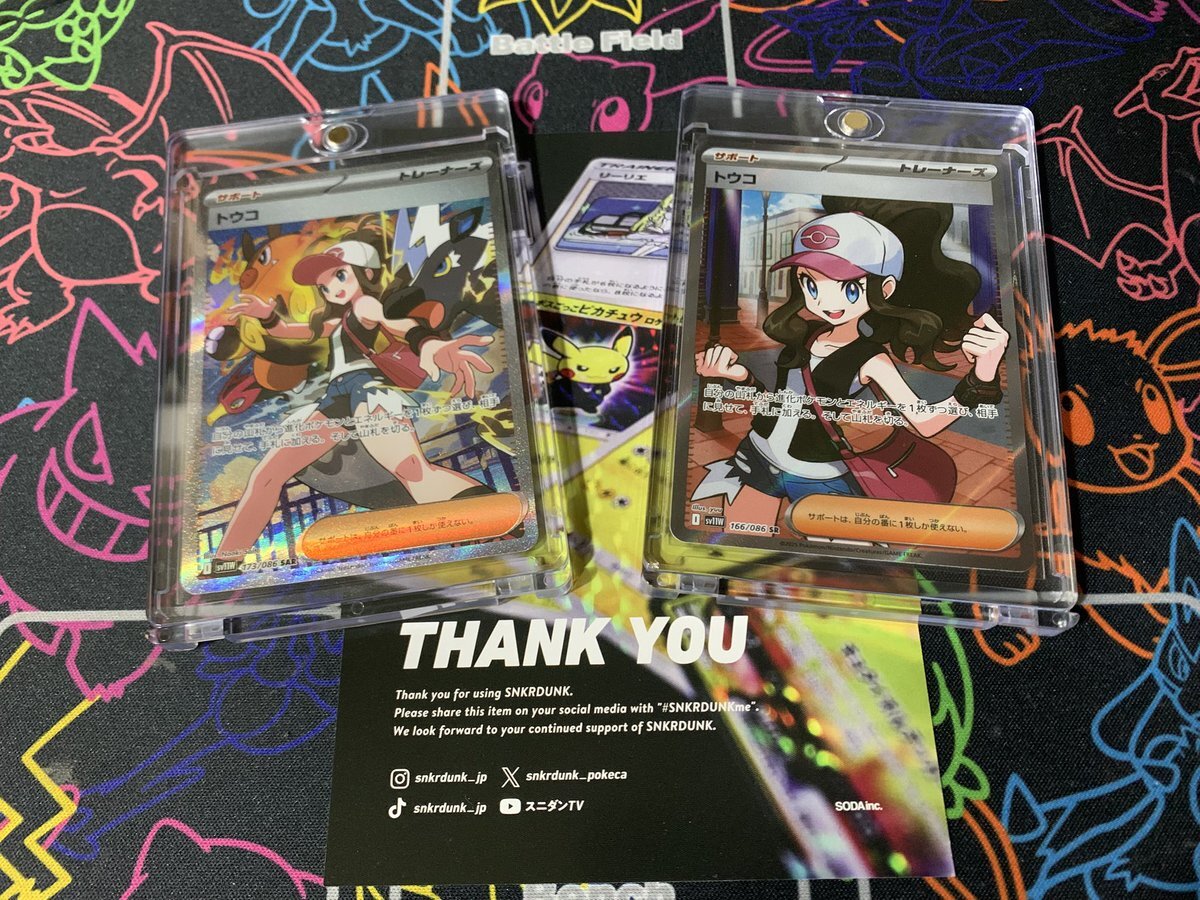 Battle Field
サポート
トレーナーズ
トウコ
自分の山札から進化ポケモンとエネルギーを1枚ずつ選び、相手
に見せて、手札に加える。そして山札を切る。
サポートは、自分の番に1枚しか使えない。
sv11W 173/086 SAR
TRAINER
リーリエ
ピカチュウ
サポート
トレーナーズ
トウコ
自分の山札から進化ポケモンとエネルギーを1枚ずつ選び、相手
に見せて、手札に加える。そして山札を切る。
サポートは、自分の番に1枚しか使えない。
illus. you
I sv11W 166/086 SR
©2025 Pokémon/Nintendo/Creatures/GAME FREAK.
THANK YOU
Thank you for using SNKRDUNK.
Please share this item on your social media with "#SNKRDUNKme".
We look forward to your continued support of SNKRDUNK.
snkrdunk_jp
snkrdunk_pokeca
snkrdunk_jp
スニダンTV
SODA inc.